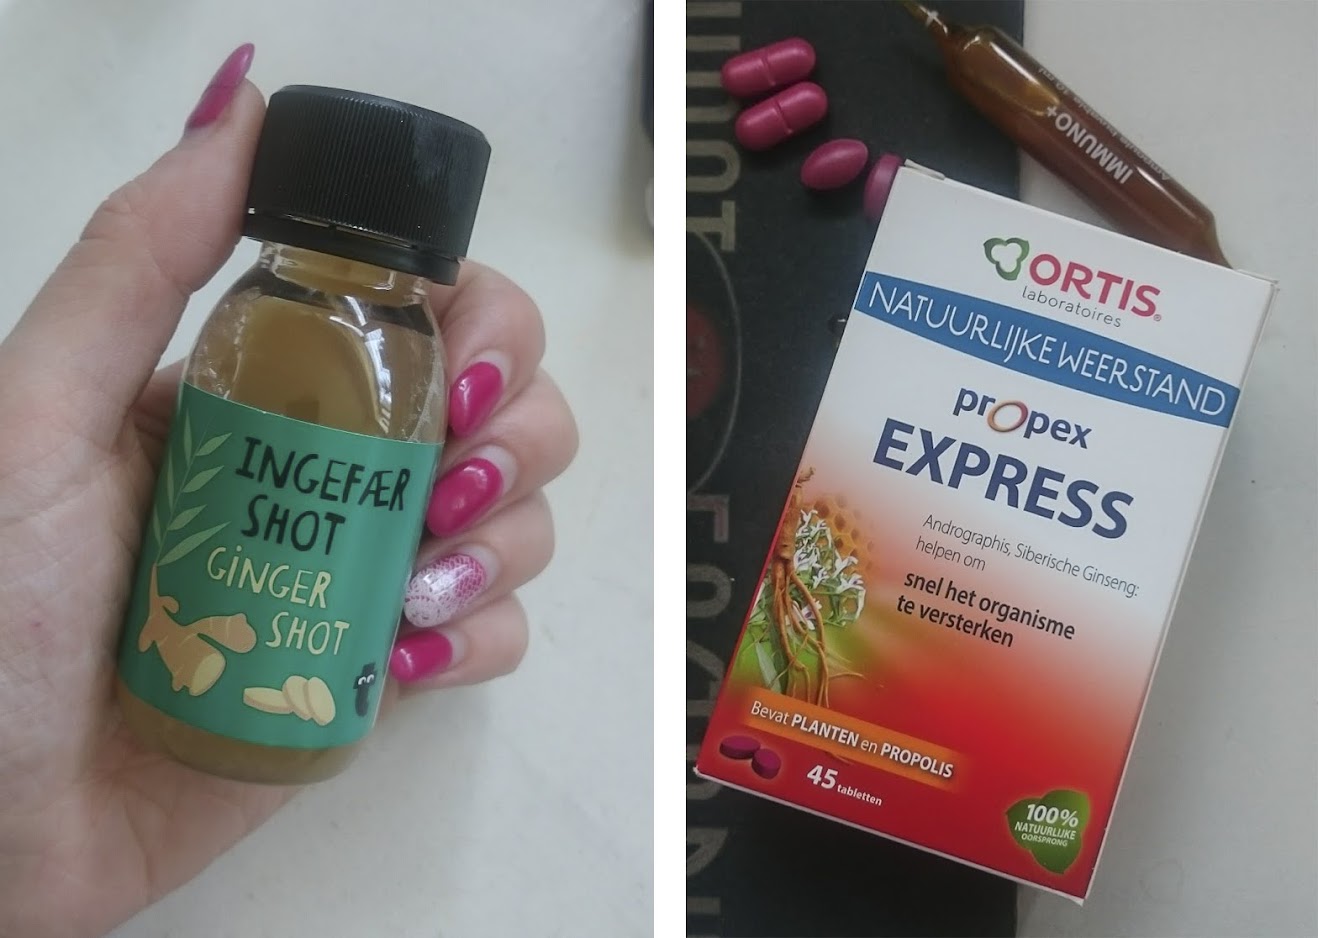 INGEFÆR
SHOT
GINGER
SHOT
IMMUNO+
ORTIS
laboratoires
NATUURLIJKE WEERSTAND
propex
EXPRESS
Andrographis, Siberische Ginseng:
helpen om
snel het organisme
te versterken
Bevat PLANTEN en PROPOLIS
45 tabletten
100%
NATUURLIJKE
OORSPRONG